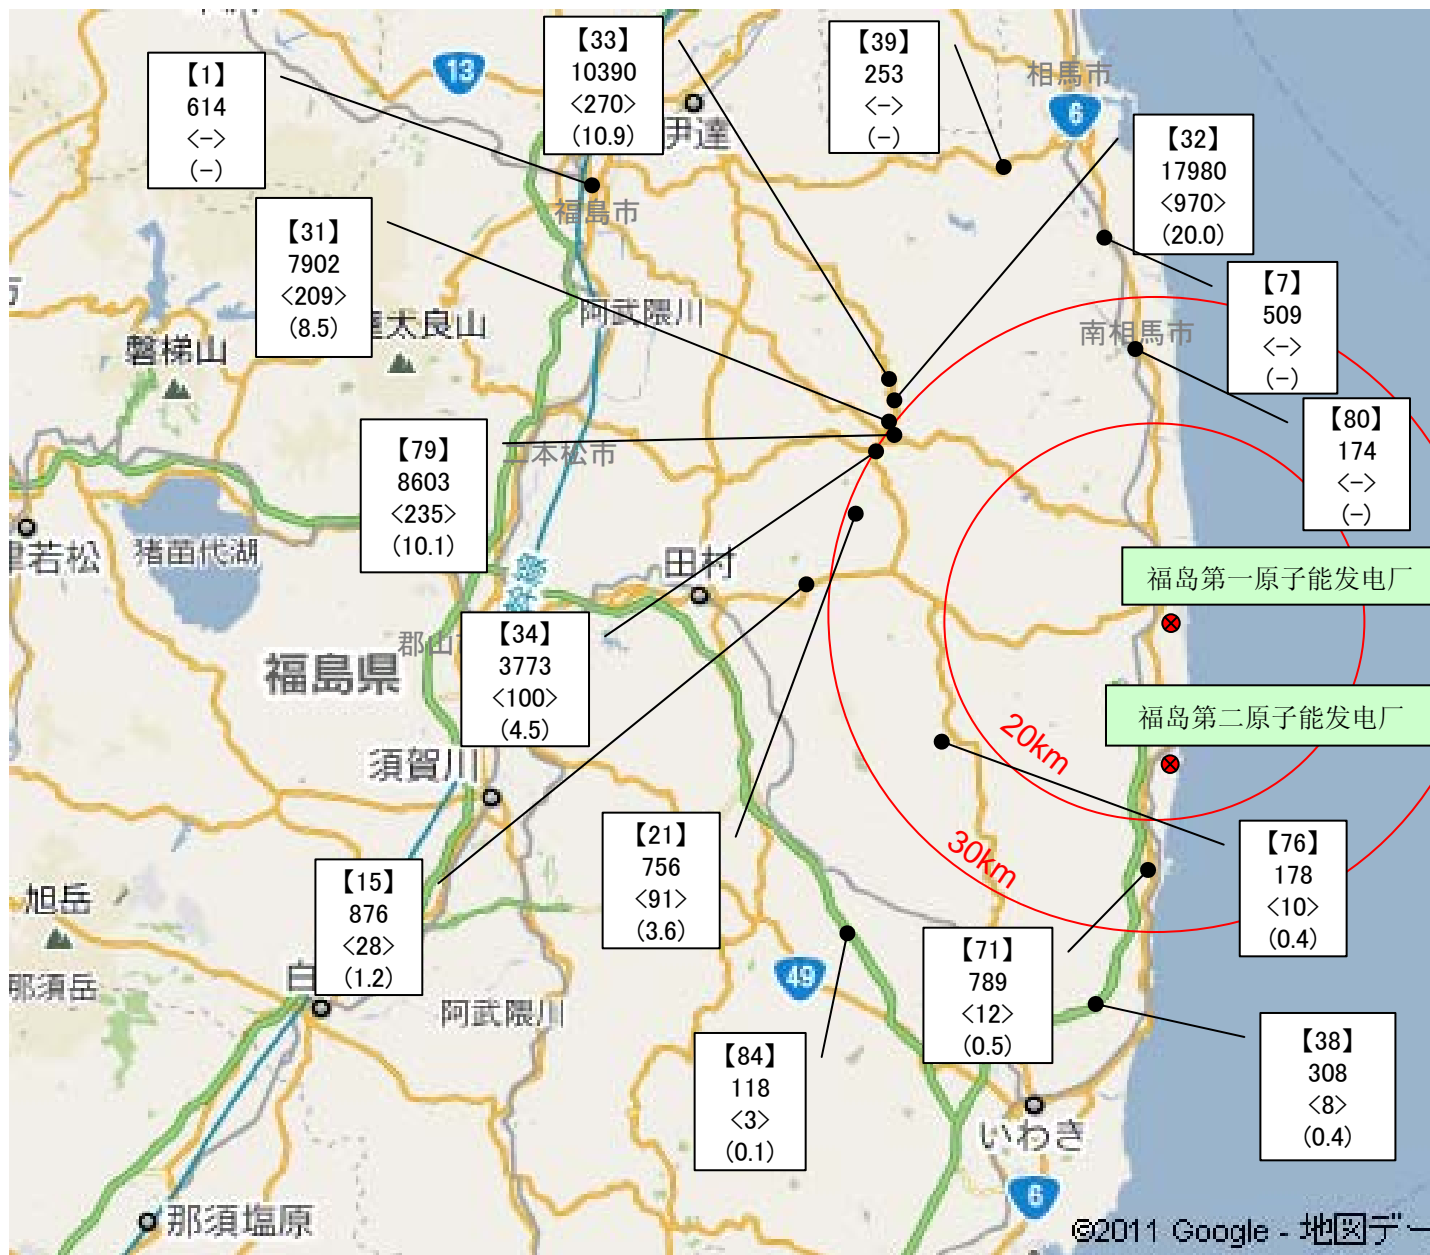 【33】
10390
<270>
(10.9)
【39】
253
<->
(-)
【1】
614
<->
(-)
13
伊達
相馬市
6
【32】
17980
<970>
(20.0)
【31】
7902
<209>
(8.5)
福島市
【7】
509
<->
(-)
阿武隈川
達太良山
磐梯山
南相馬市
【80】
174
<->
(-)
【79】
8603
<235>
(10.1)
二本松市
猪苗代湖
津若松
田村
福岛第一原子能发电厂
【34】
3773
<100>
(4.5)
郡山
福島県
福岛第二原子能发电厂
20km
須賀川
30km
【21】
756
<91>
(3.6)
【76】
178
<10>
(0.4)
【15】
876
<28>
(1.2)
旭岳
那須岳
白
阿武隈川
49
【71】
789
<12>
(0.5)
【84】
118
<3>
(0.1)
【38】
308
<8>
(0.4)
いわき
6
那須塩原
©2011 Google - 地図デー